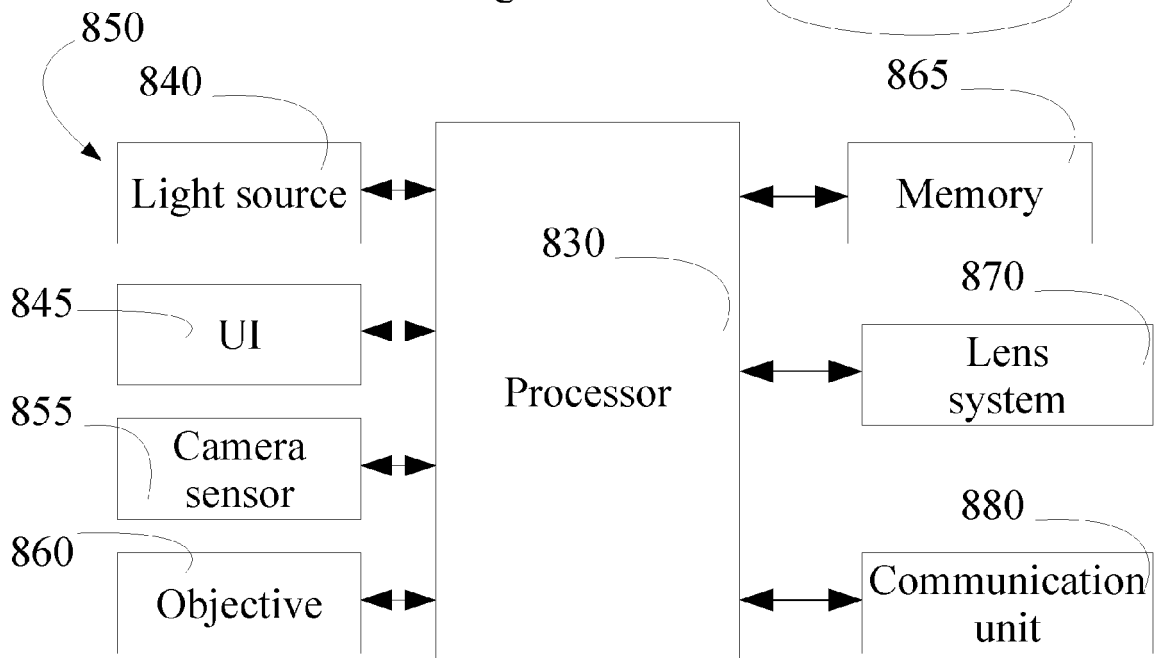 g
850
840
865
Light source
Memory
830
870
845
UI
Lens
system
Processor
855
Camera
sensor
880
860
Objective
Communication
unit